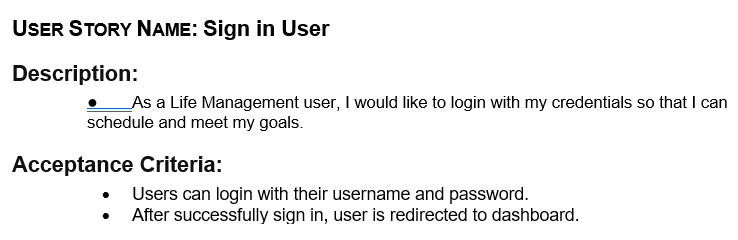 USER STORY NAME: Sign in User
Description:
● As a Life Management user, I would like to login with my credentials so that I can
schedule and meet my goals.
Acceptance Criteria:
• Users can login with their username and password.
• After successfully sign in, user is redirected to dashboard.